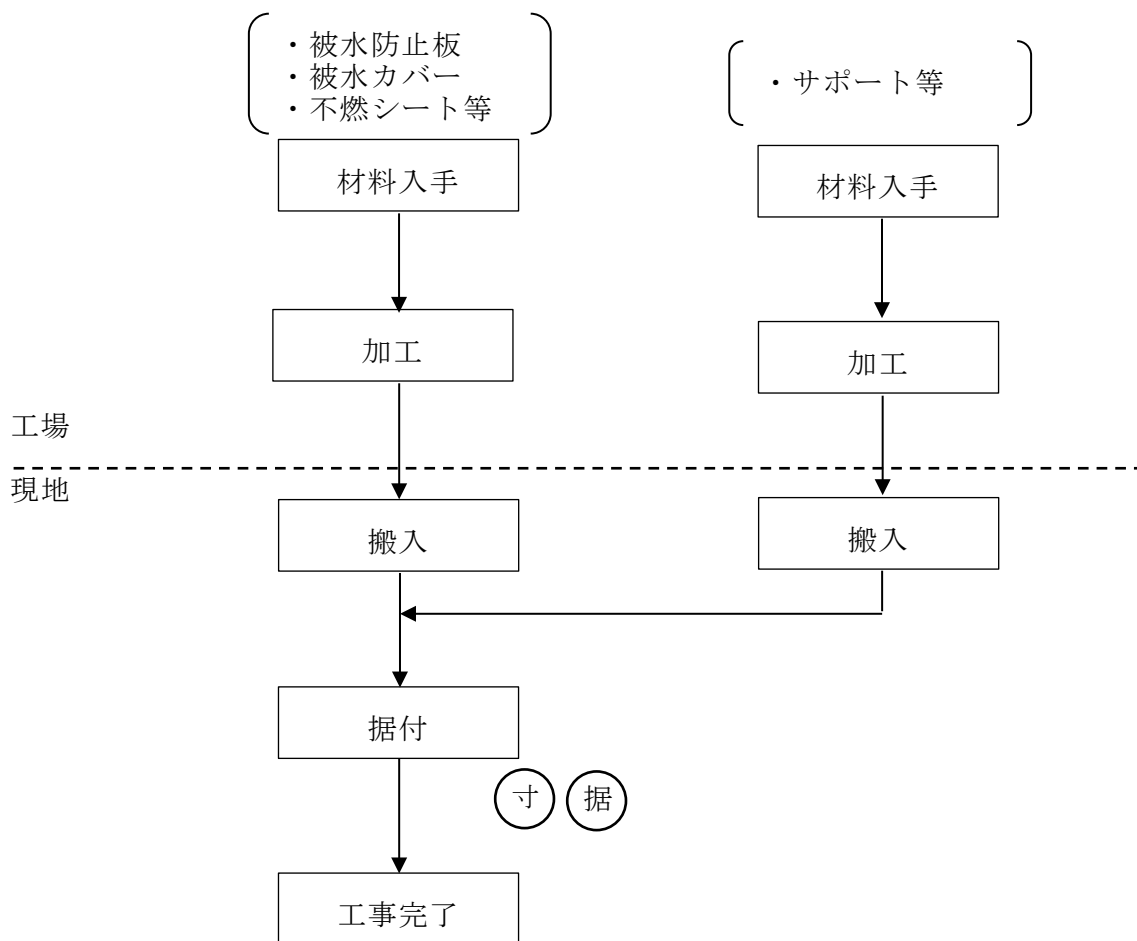 ・被水防止板
・被水カバー
・不燃シート等
・サポート等
材料入手
材料入手
加工
加工
工場
現地
搬入
搬入
据付
寸 据
工事完了